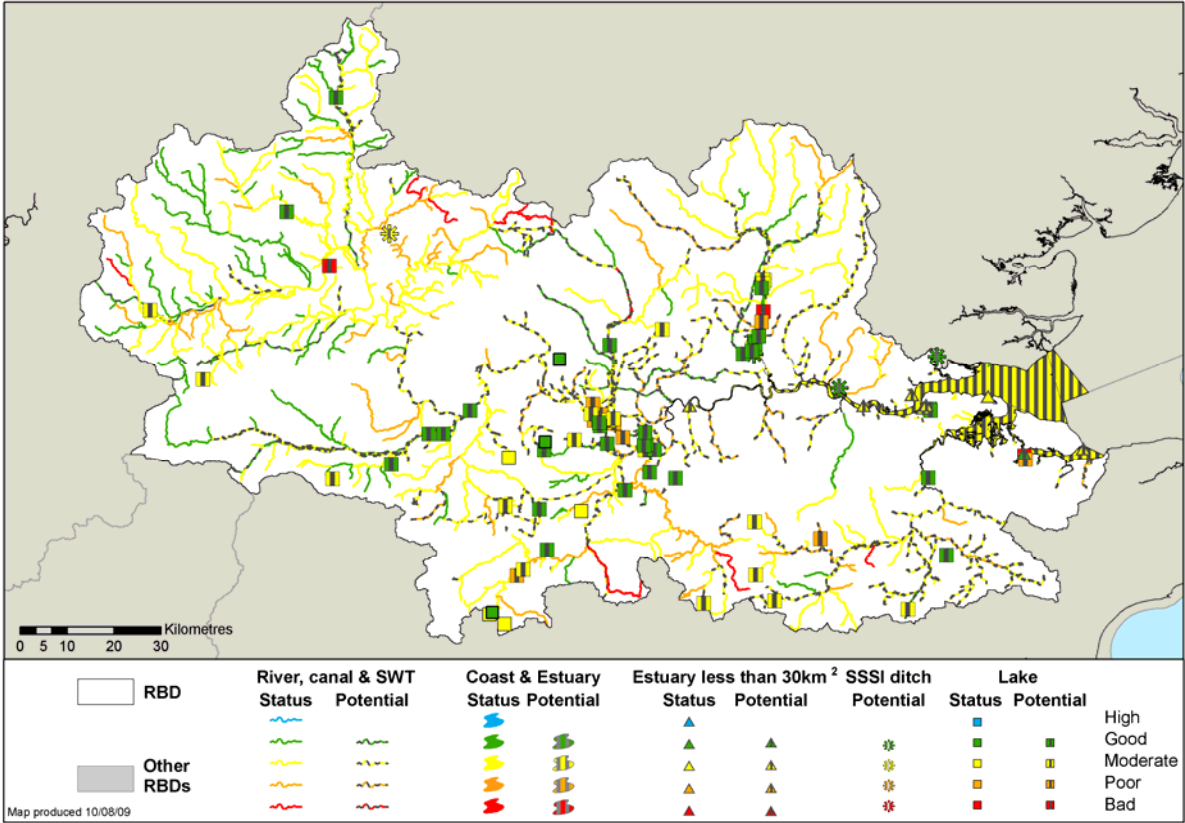 Kilometres
0 5 10 20 30
River, canal & SWT Coast & Estuary Estuary less than 30km 2 SSSI ditch Lake
RBD Status Potential Status Potential Status Potential Potential Status Potential
High
Good
Other RBDs Moderate
Poor
Bad
Map produced 10/08/09